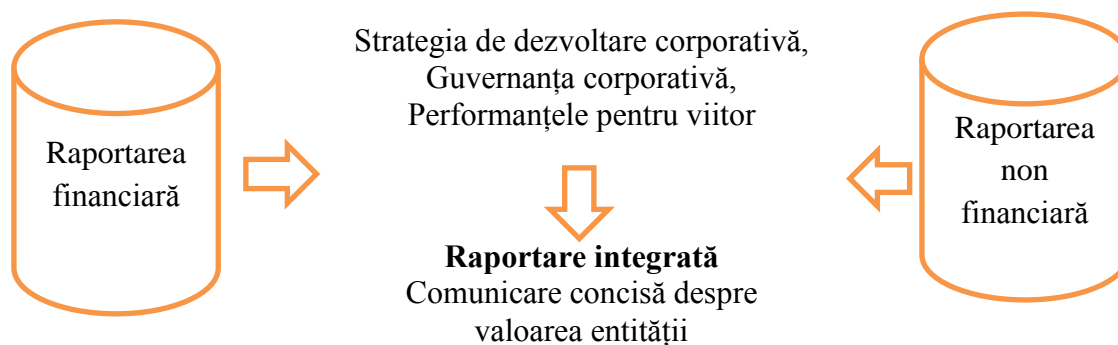 Raportarea
financiară
Strategia de dezvoltare corporativă,
Guvernanța corporativă,
Performanțele pentru viitor
Raportare integrată
Comunicare concisă despre
valoarea entității
Raportarea
non
financiară